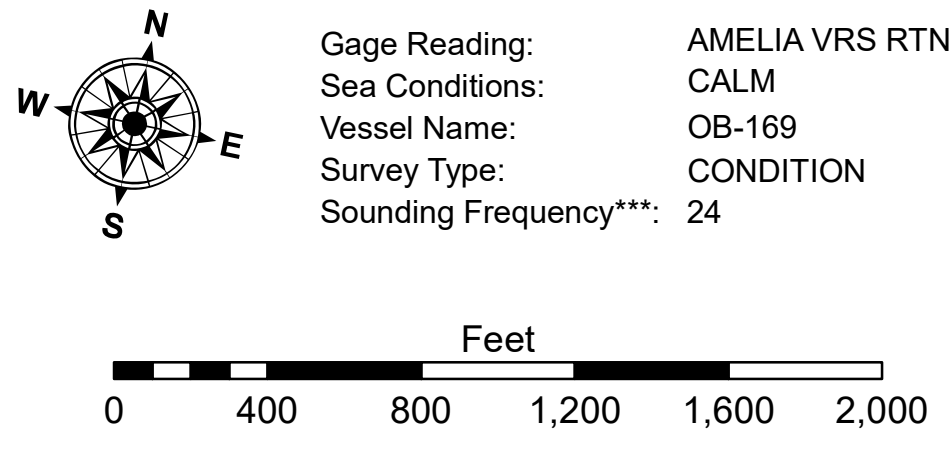 N
W
E
S
Gage Reading: AMELIA VRS RTN
Sea Conditions: CALM
Vessel Name: OB-169
Survey Type: CONDITION
Sounding Frequency***: 24
Feet
0 400 800 1,200 1,600 2,000